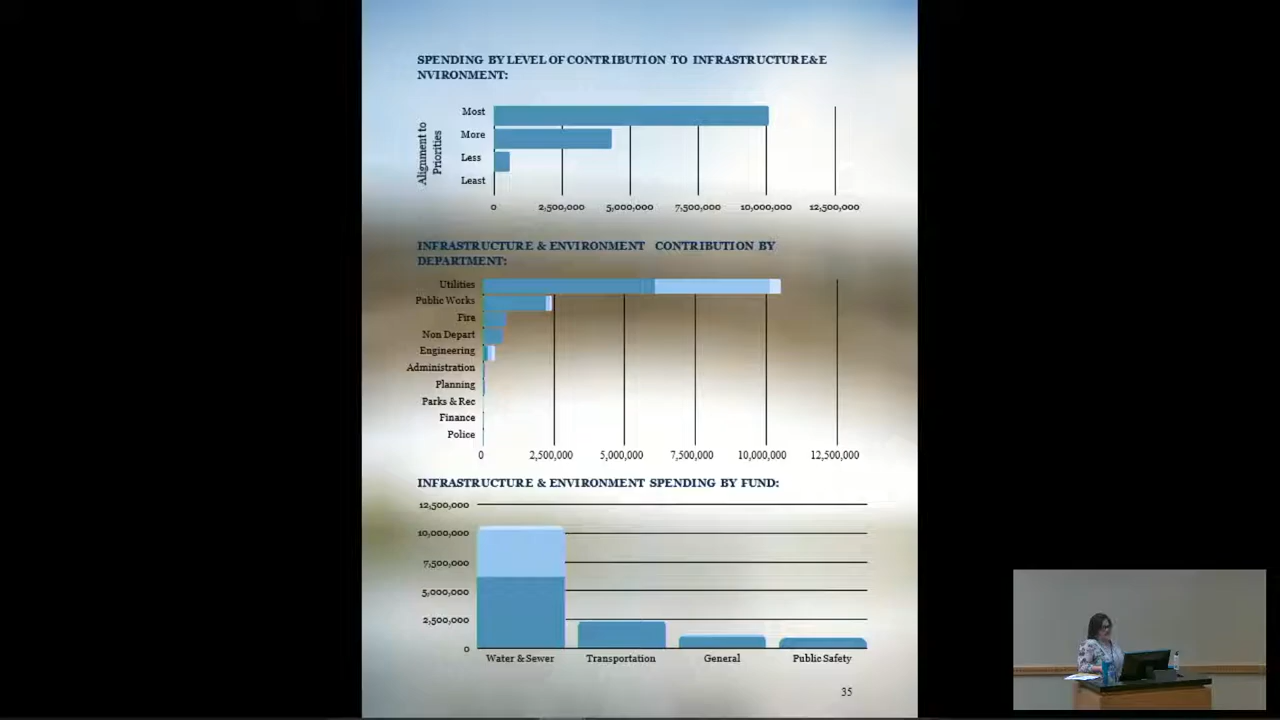 SPENDING BY LEVEL OF CONTRIBUTION TO INFRASTRUCTURE&E
NVIRONMENT:
Alignment to
Priorities
Most
More
Less
Least
0 2,500,000 5,000,000 7,500,000 10,000,000 12,500,000
INFRASTRUCTURE & ENVIRONMENT CONTRIBUTION BY
DEPARTMENT:
Utilities
Public Works
Fire
Non Depart
Engineering
Administration
Planning
Parks & Rec
Finance
Police
0 2,500,000 5,000,000 7,500,000 10,000,000 12,500,000
INFRASTRUCTURE & ENVIRONMENT SPENDING BY FUND:
12,500,000
10,000,000
7,500,000
5,000,000
2,500,000
0
Water & Sewer Transportation General Public Safety
35